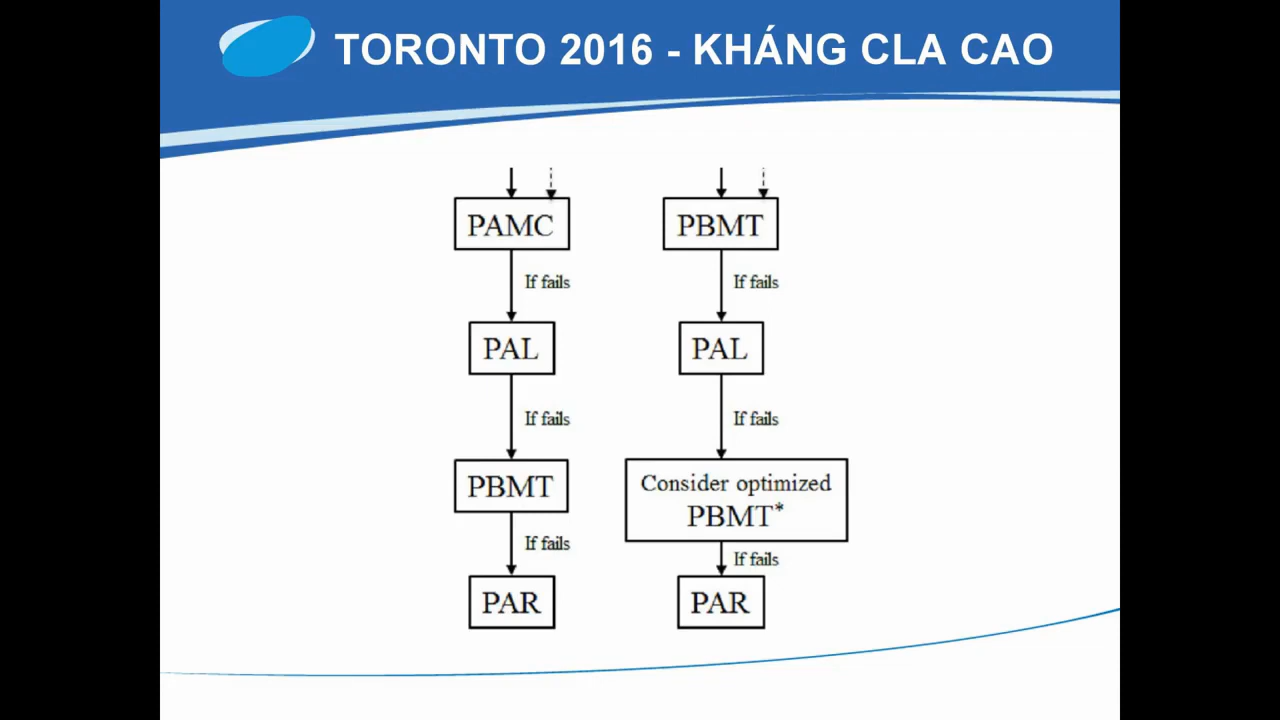 TORONTO 2016 - KHÁNG CLA CAO
PAMC
If fails
PAL
If fails
PBMT
If fails
PAR
PBMT
If fails
PAL
If fails
Consider optimized
PBMT*
If fails
PAR